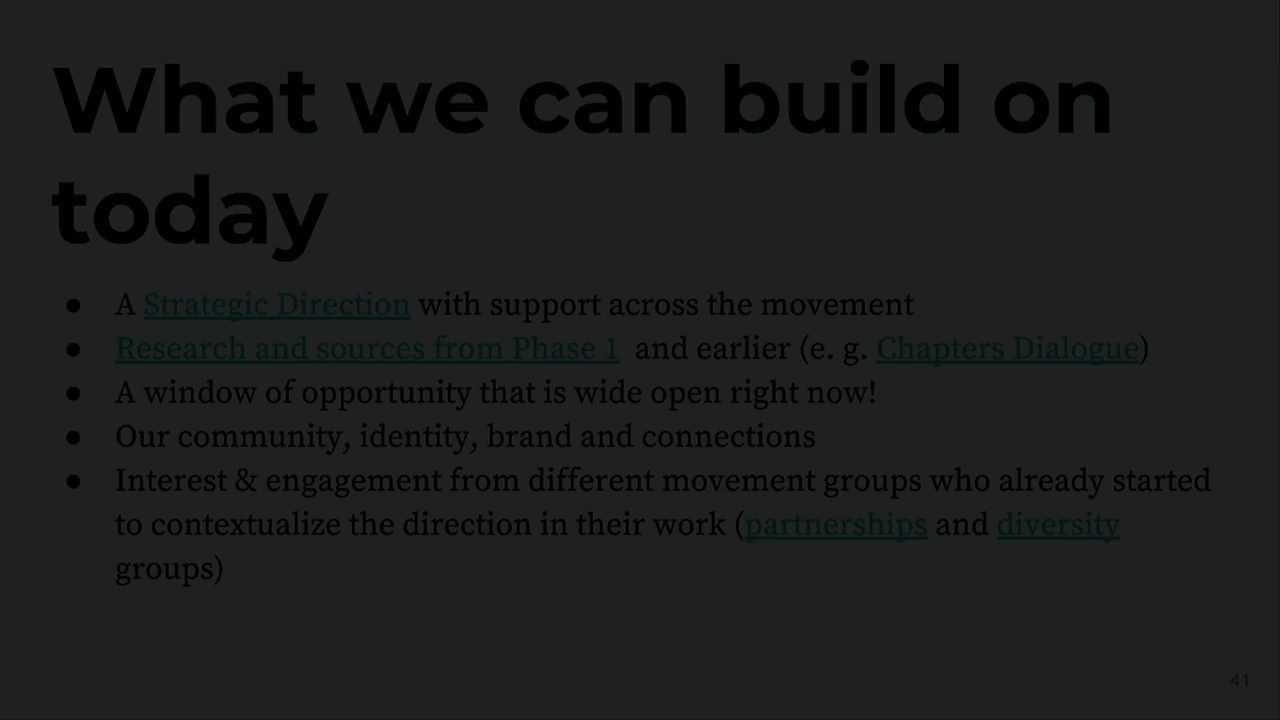 What we can build on
today
● A Strategic Direction with support across the movement
● Research and sources from Phase 1 and earlier (e. g. Chapters Dialogue)
● A window of opportunity that is wide open right now!
● Our community, identity, brand and connections
● Interest & engagement from different movement groups who already started
to contextualize the direction in their work (partnerships and diversity
groups)
41